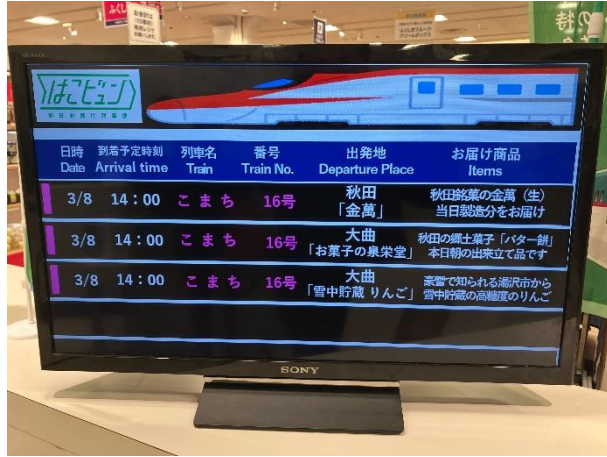 はこビュン
日時 到着予定時刻 列車名 番号 出発地 お届け商品
Date Arrival time Train Train No. Departure Place Items
3/8 14：00 こまち 16号 秋田「金萬」 秋田銘菓の金萬（生）
当日製造分をお届け
3/8 14：00 こまち 16号 大曲「お菓子の泉栄堂」 秋田の郷土菓子「バター餅」
本日朝の出来立て品です
3/8 14：00 こまち 16号 大曲「雪中貯蔵 りんご」 豪雪で知られる湯沢市から
雪中貯蔵の高糖度のりんご
SONY